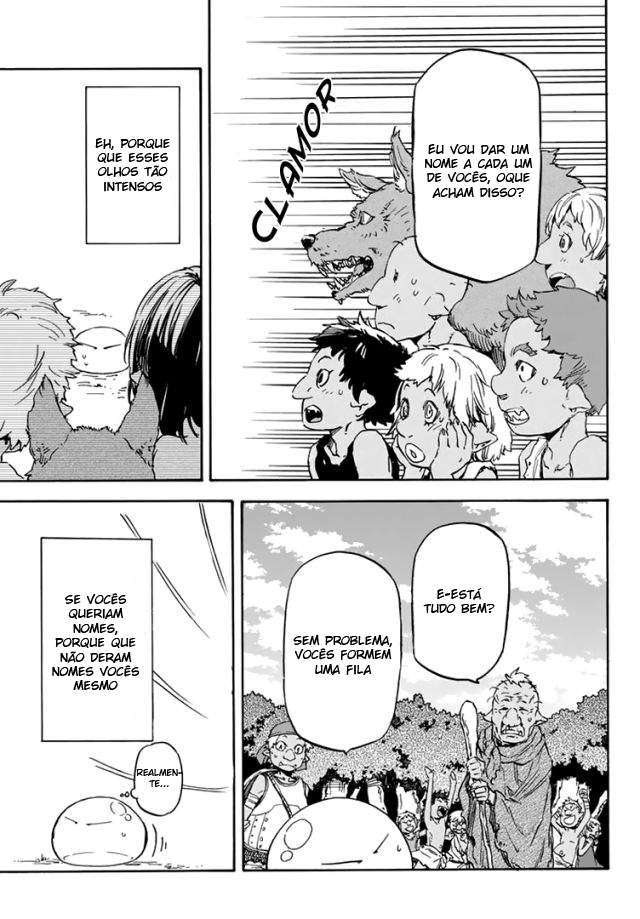 EU VOU DAR UM
NOME A CADA UM
DE VOCÊS, OQUE
ACHAM DISSO?
CLAMOR
EH, PORQUE
QUE ESSES
OLHOS TÃO
INTENSOS
E-ESTÁ
TUDO BEM?
SEM PROBLEMA,
VOCÊS FORMEM
UMA FILA
SE VOCÊS
QUERIAM
NOMES,
PORQUE QUE
NÃO DERAM
NOMES VOCÊS
MESMO
REALMEN-
TE...